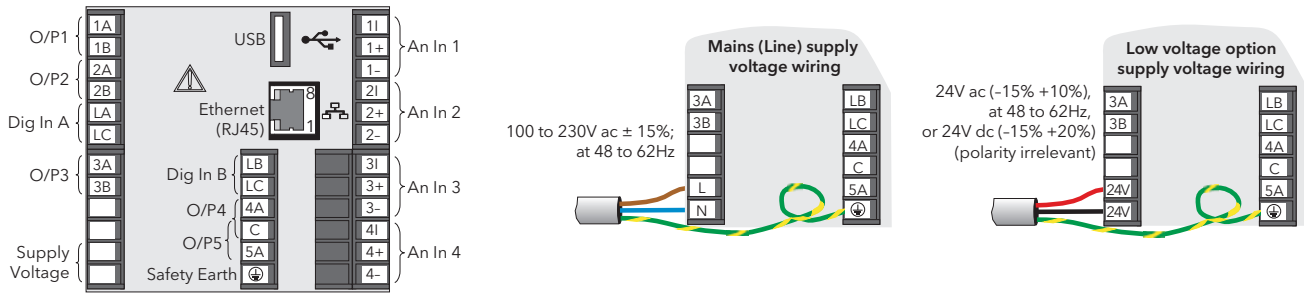 O/P1
1A
1B
O/P2
2A
2B
Dig In A
LA
LC
O/P3
3A
3B
Supply
Voltage
USB
Ethernet
(RJ45)
8
1
Dig In B
LB
LC
O/P4
4A
C
O/P5
5A
Safety Earth
1I
1+
1–
An In 1
2I
2+
2-
An In 2
3I
3+
3–
An In 3
4I
4+
4–
An In 4
Mains (Line) supply
voltage wiring
100 to 230V ac ± 15%;
at 48 to 62Hz
3A
3B
L
N
LB
LC
4A
C
5A
Low voltage option
supply voltage wiring
24V ac (–15% +10%),
at 48 to 62Hz,
or 24V dc (–15% +20%)
(polarity irrelevant)
3A
3B
24V
24V
LB
LC
4A
C
5A